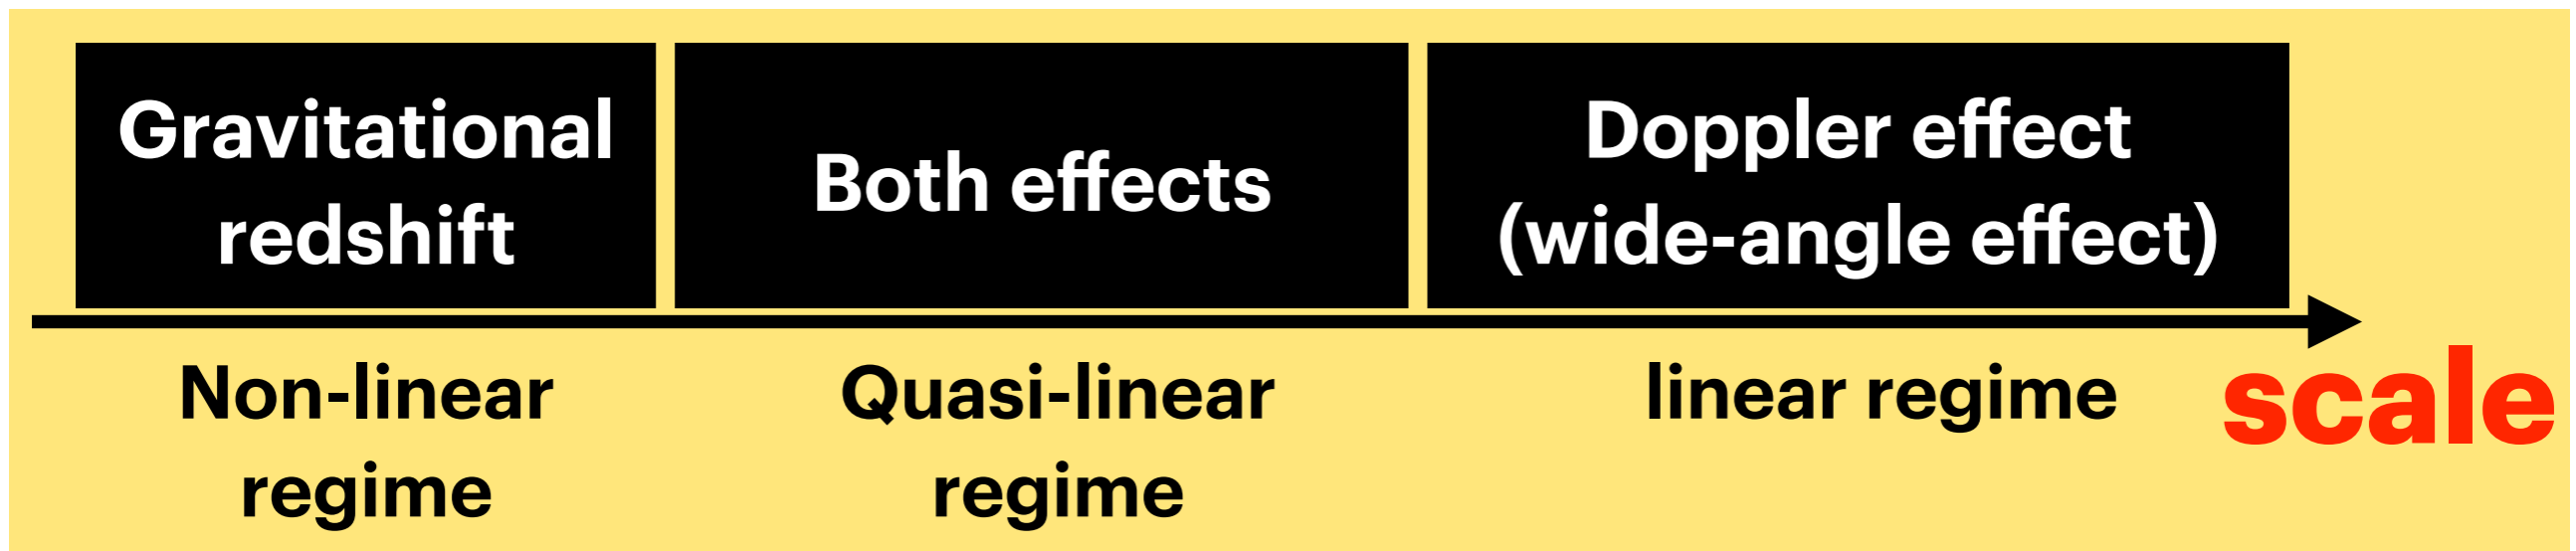 Gravitational
redshift
Both effects
Doppler effect
(wide-angle effect)
Non-linear
regime
Quasi-linear
regime
linear regime
scale